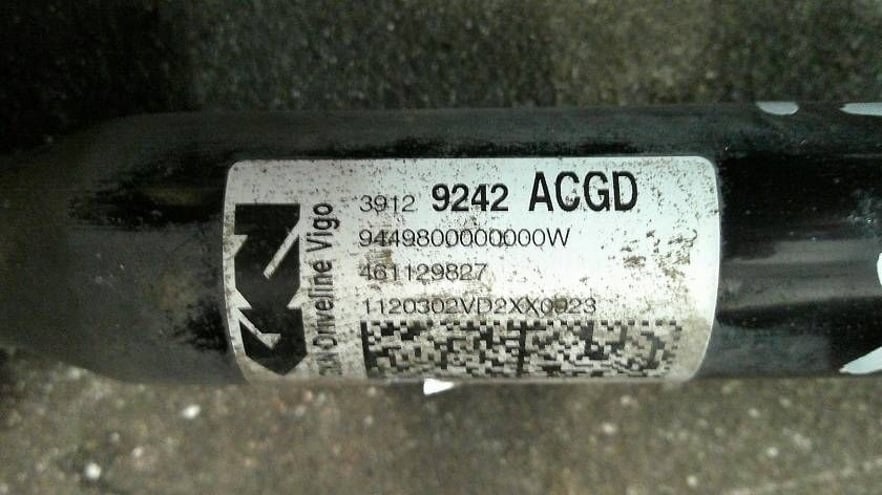 GKN Driveline Vigo
3912 9242 ACGD
9449800000000W
461129827
1120302VD2XX0923